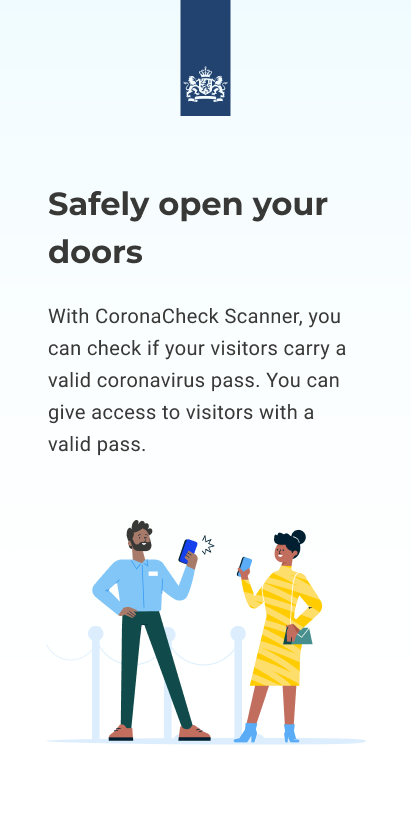 Safely open your
doors
With CoronaCheck Scanner, you
can check if your visitors carry a
valid coronavirus pass. You can
give access to visitors with a
valid pass.